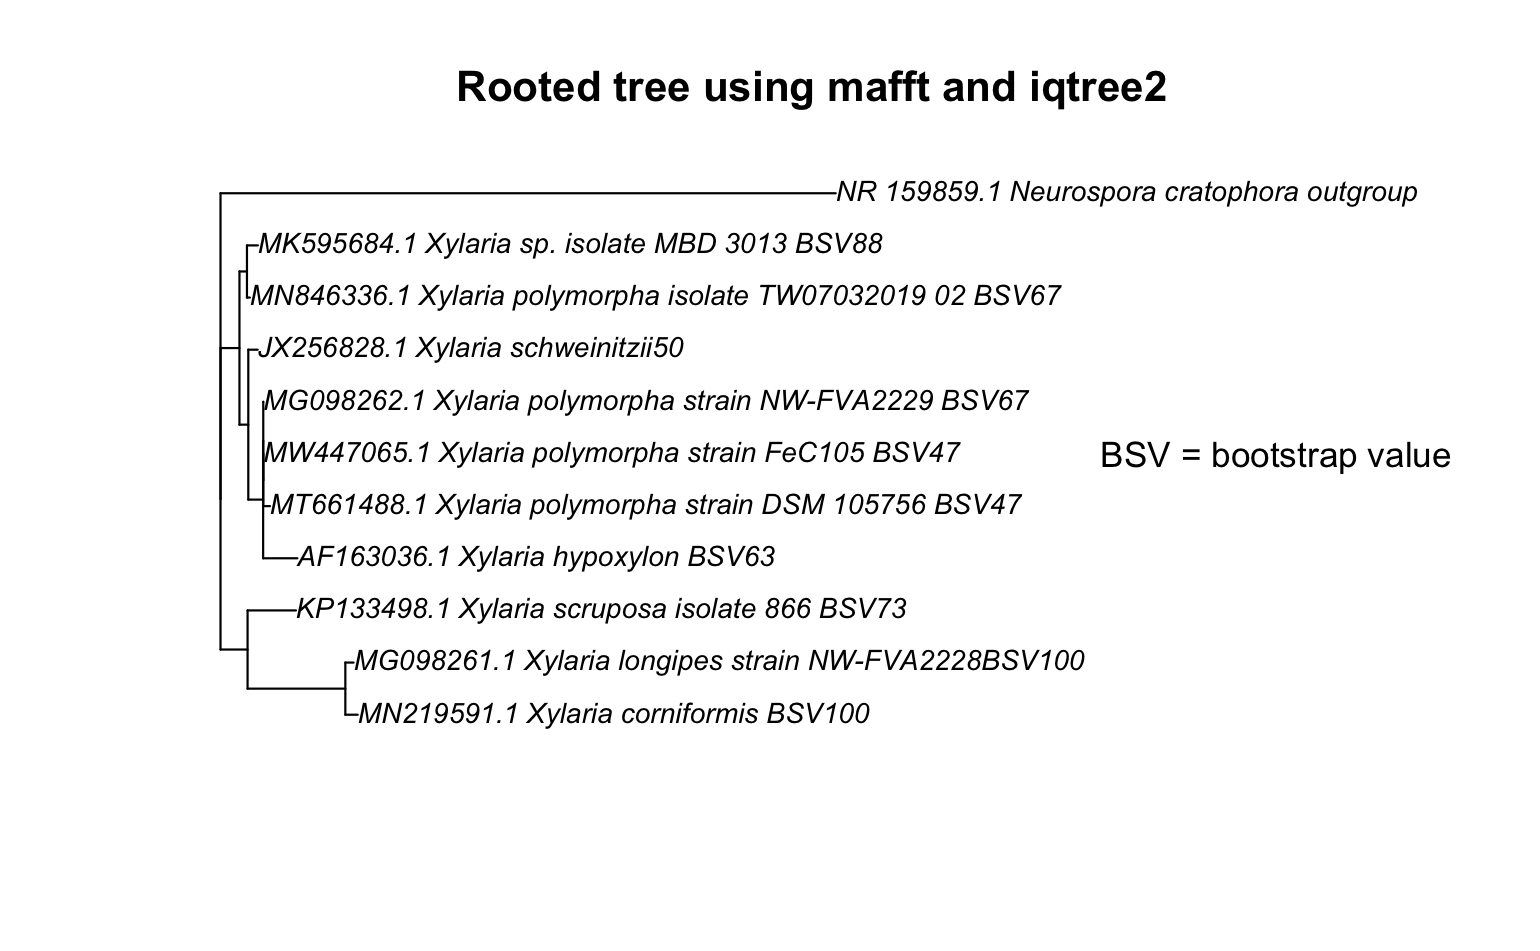 Rooted tree using mafft and iqtree2
NR 159859.1 Neurospora cratophora outgroup
MK595684.1 Xylaria sp. isolate MBD 3013 BSV88
MN846336.1 Xylaria polymorpha isolate TW07032019 02 BSV67
JX256828.1 Xylaria schweinitzii50
MG098262.1 Xylaria polymorpha strain NW-FVA2229 BSV67
MW447065.1 Xylaria polymorpha strain FeC105 BSV47
BSV = bootstrap value
MT661488.1 Xylaria polymorpha strain DSM 105756 BSV47
AF163036.1 Xylaria hypoxylon BSV63
KP133498.1 Xylaria scruposa isolate 866 BSV73
MG098261.1 Xylaria longipes strain NW-FVA2228BSV100
MN219591.1 Xylaria corniformis BSV100